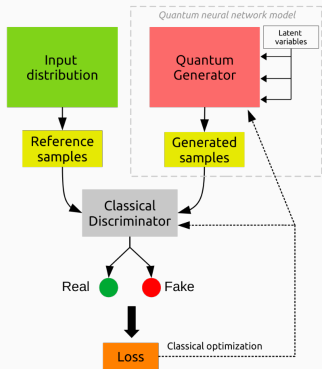 Quantum neural network model
Latent
variables
Input
distribution
Quantum
Generator
Reference
samples
Generated
samples
Classical
Discriminator
Real
Fake
Classical optimization
Loss